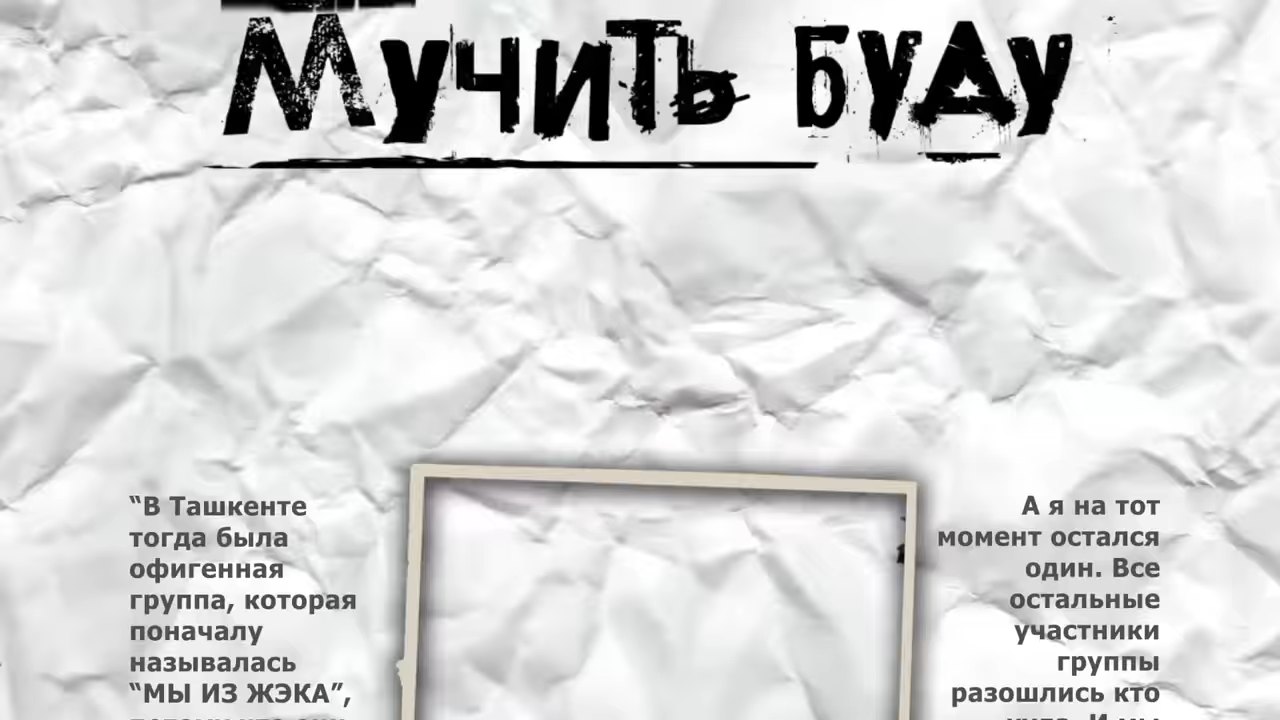 Мучить буду
“В Ташкенте
тогда была
офигенная
группа, которая
поначалу
называлась
“МЫ ИЗ ЖЭКА”,
А я на тот
момент остался
один. Все
остальные
участники
группы
разошлись кто